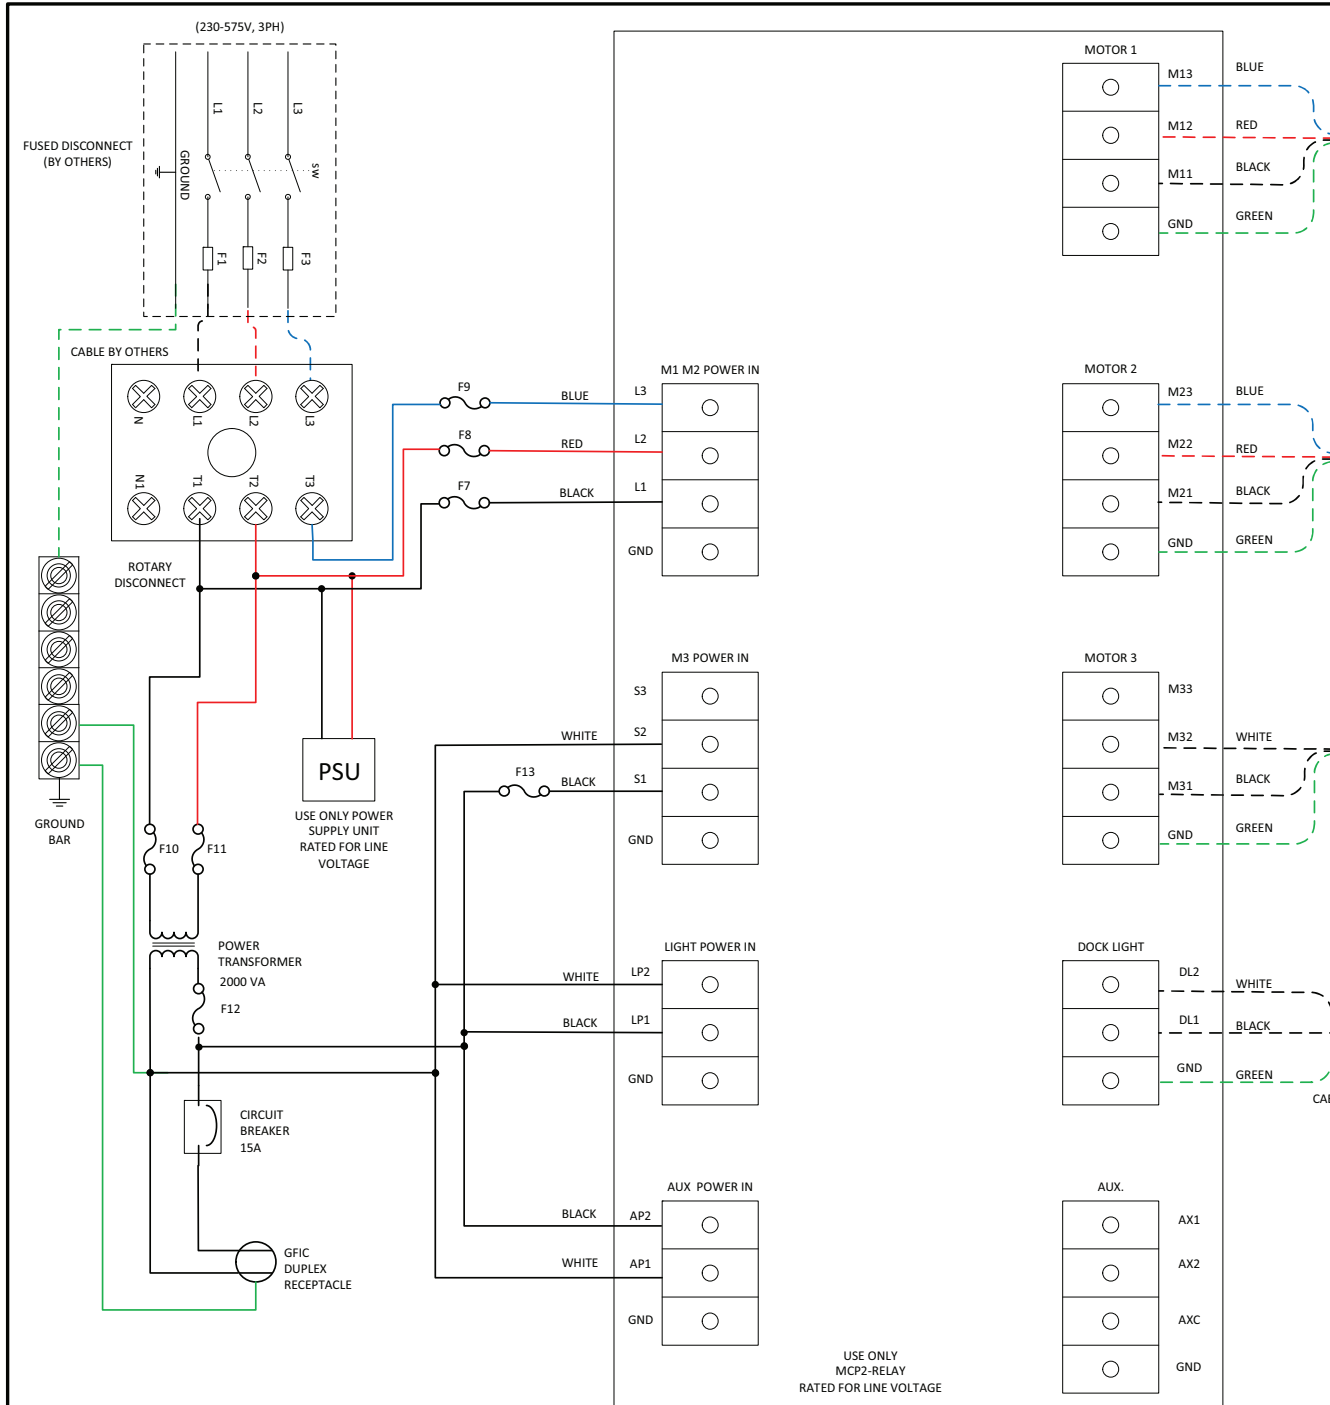 (230-575V, 3PH)
L1
L2
L3
GROUND
SW
FUSED DISCONNECT
(BY OTHERS)
F1
F2
F3
CABLE BY OTHERS
N
L1
L2
L3
N1
T1
T2
T3
ROTARY
DISCONNECT
GROUND
BAR
F9
F8
F7
BLUE
RED
BLACK
M1 M2 POWER IN
L3
L2
L1
GND
PSU
USE ONLY POWER
SUPPLY UNIT
RATED FOR LINE
VOLTAGE
F10
F11
POWER
TRANSFORMER
2000 VA
F12
CIRCUIT
BREAKER
15A
GFIC
DUPLEX
RECEPTACLE
M3 POWER IN
S3
WHITE
S2
F13
BLACK
S1
GND
LIGHT POWER IN
WHITE
LP2
BLACK
LP1
GND
AUX POWER IN
BLACK
AP2
WHITE
AP1
GND
USE ONLY
MCP2-RELAY
RATED FOR LINE VOLTAGE
MOTOR 1
M13
BLUE
M12
RED
M11
BLACK
GND
GREEN
MOTOR 2
M23
BLUE
M22
RED
M21
BLACK
GND
GREEN
MOTOR 3
M33
M32
WHITE
M31
BLACK
GND
GREEN
DOCK LIGHT
DL2
WHITE
DL1
BLACK
GND
GREEN
AUX.
AX1
AX2
AXC
GND